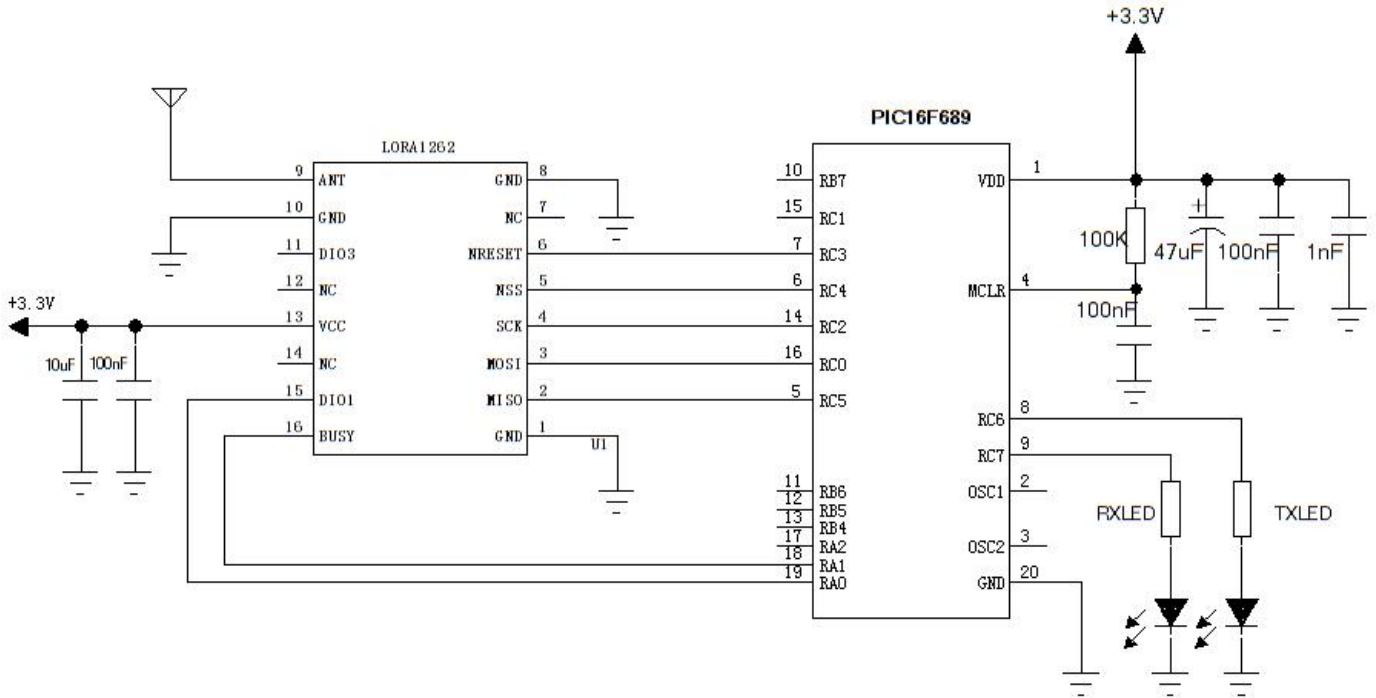 +3.3V
PIC16F689
LORA1262
9 ANT GND 8
10 GND NC 7
11 DIO3 NRESET 6
12 NC NSS 5
+3.3V
13 VCC SCK 4
14 NC MOSI 3
15 DIO1 MISO 2
16 BUSY GND 1
U1
10uF 100nF
10 RB7 VDD 1
15 RC1
7 RC3
6 RC4 MCLR 4
14 RC2
16 RC0
5 RC5
RC6 8
RC7 9
11 RB6 OSC1 2
12 RB5
13 RB4
17 RA2 OSC2 3
18 RA1
19 RA0 GND 20
100K
+
47uF 100nF 1nF
100nF
RXLED TXLED